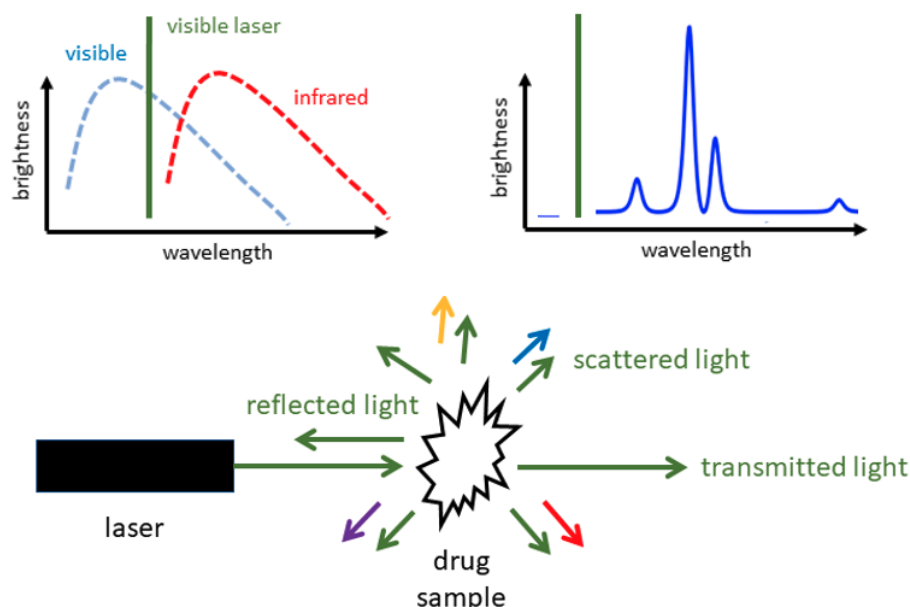 visible laser
visible
infrared
brightness
wavelength
brightness
wavelength
scattered light
reflected light
transmitted light
laser
drug
sample